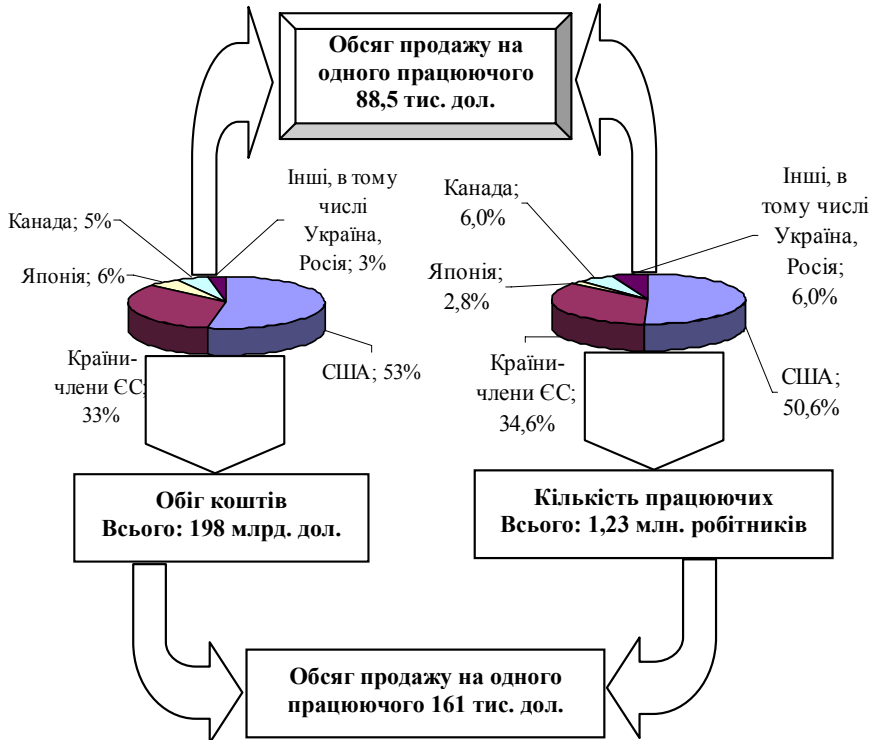 Обсяг продажу на
одного працюючого
88,5 тис. дол.
Канада; 5%
Інші, в тому
числі
Україна,
Росія; 3%
Японія; 6%
Країни-
члени ЄС;
33%
США; 53%
Канада;
6,0%
Інші, в
тому числі
Україна,
Росія;
6,0%
Японія;
2,8%
Країни-
члени ЄС;
34,6%
США;
50,6%
Обіг коштів
Всього: 198 млрд. дол.
Кількість працюючих
Всього: 1,23 млн. робітників
Обсяг продажу на одного
працюючого 161 тис. дол.